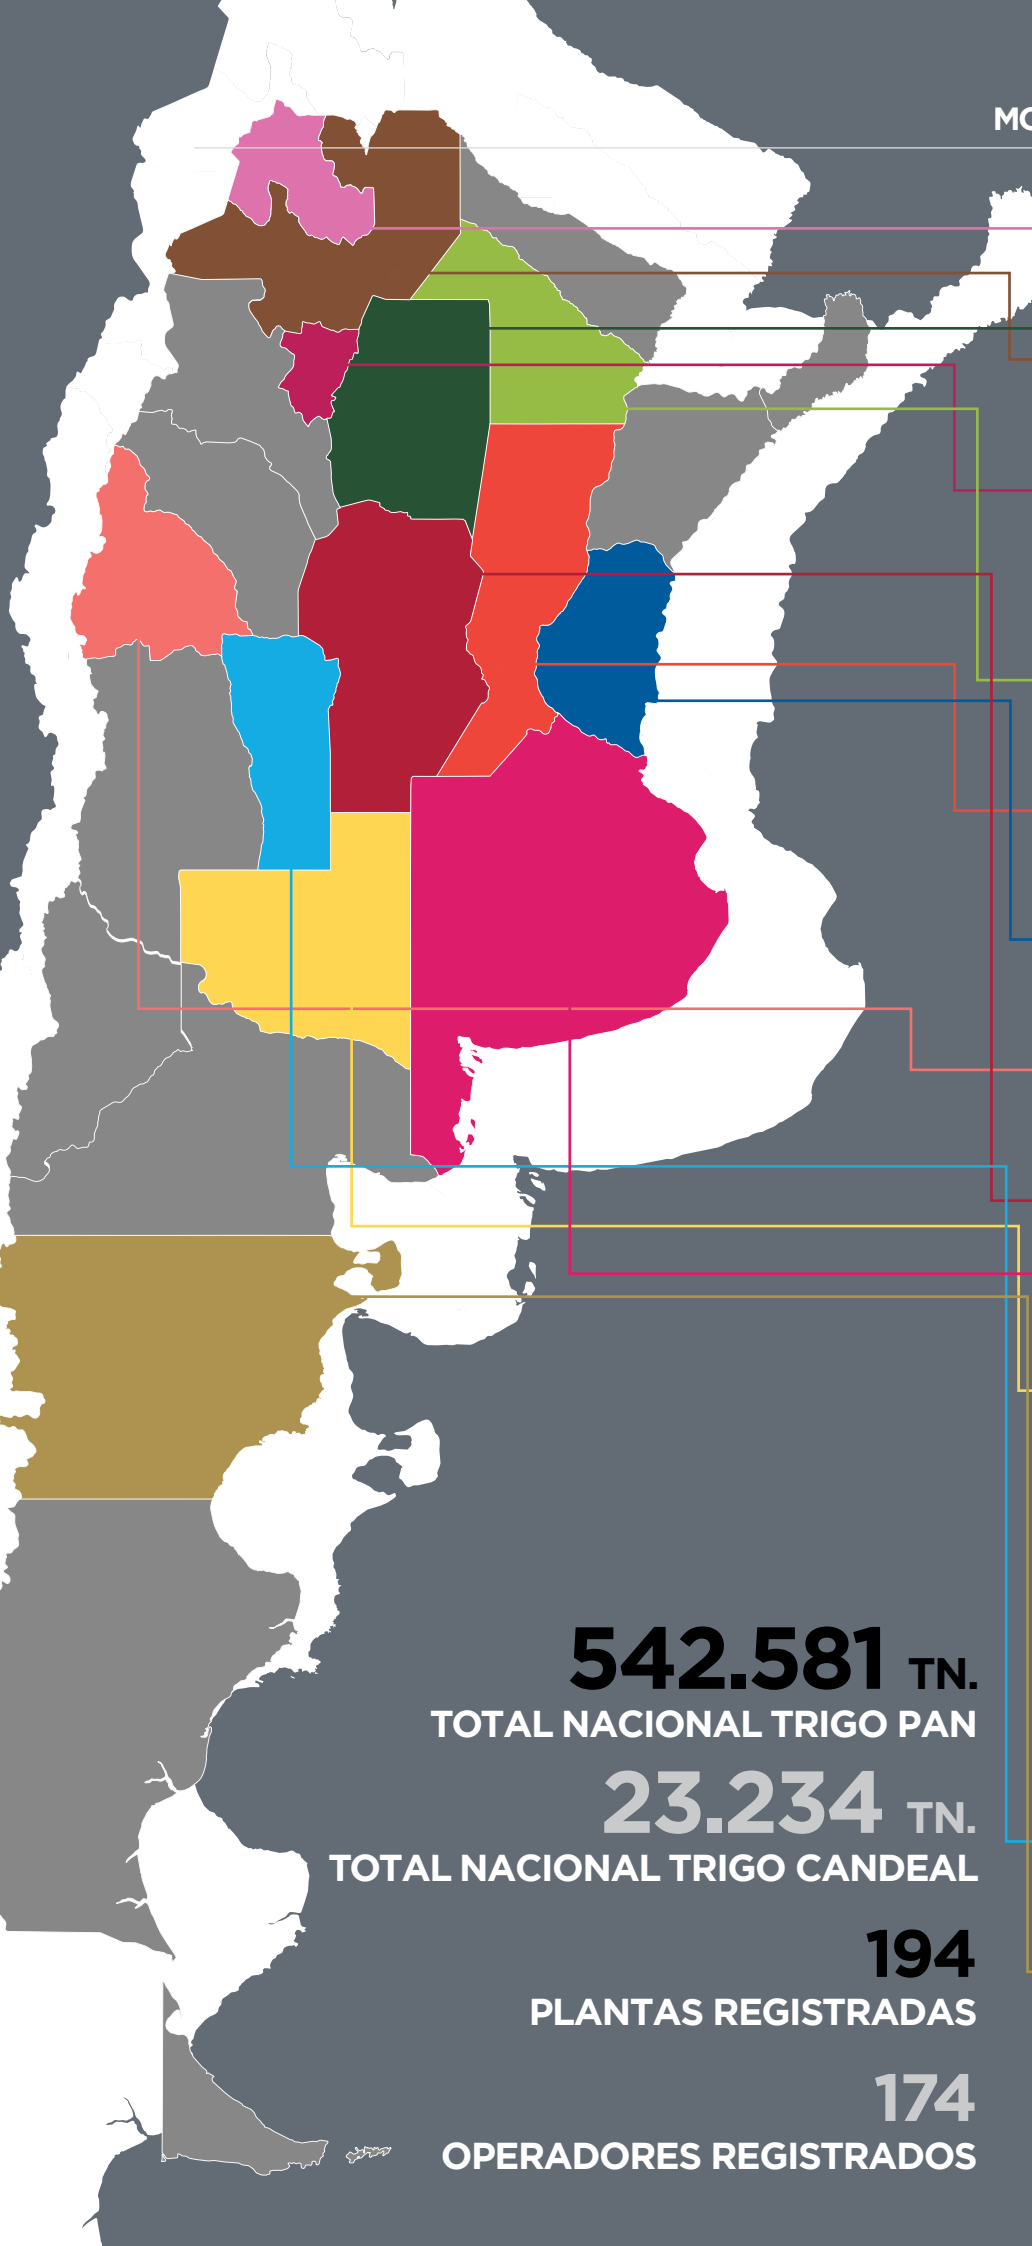 MO
542.581 TN.
TOTAL NACIONAL TRIGO PAN
23.234 TN.
TOTAL NACIONAL TRIGO CANDEAL
194
PLANTAS REGISTRADAS
174
OPERADORES REGISTRADOS